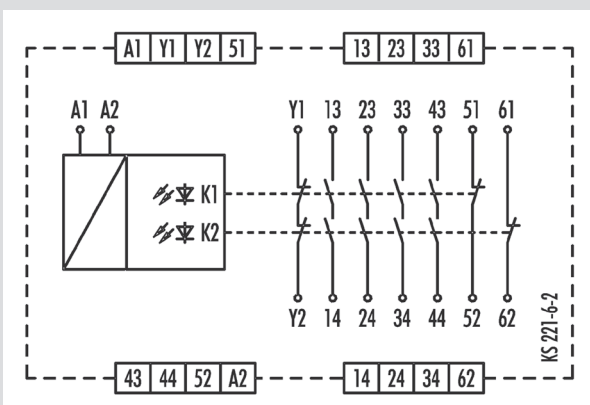 A1 Y1 Y2 51 13 23 33 61
A1 A2 Y1 13 23 33 43 51 61
K1
K2
Y2 14 24 34 44 52 62
KS 221-6-2
43 44 52 A2 14 24 34 62